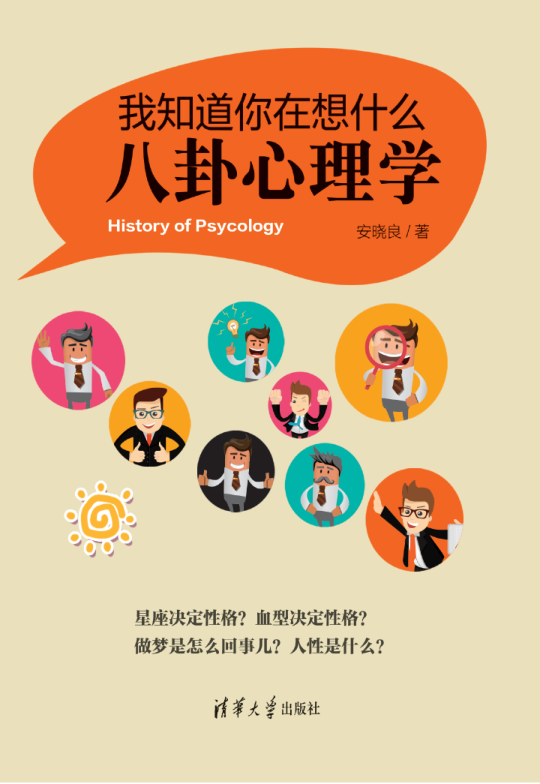 我知道你在想什么
八卦心理学
History of Psycology
安晓良 / 著
星座决定性格？血型决定性格？
做梦是怎么回事儿？人性是什么？
清华大学出版社